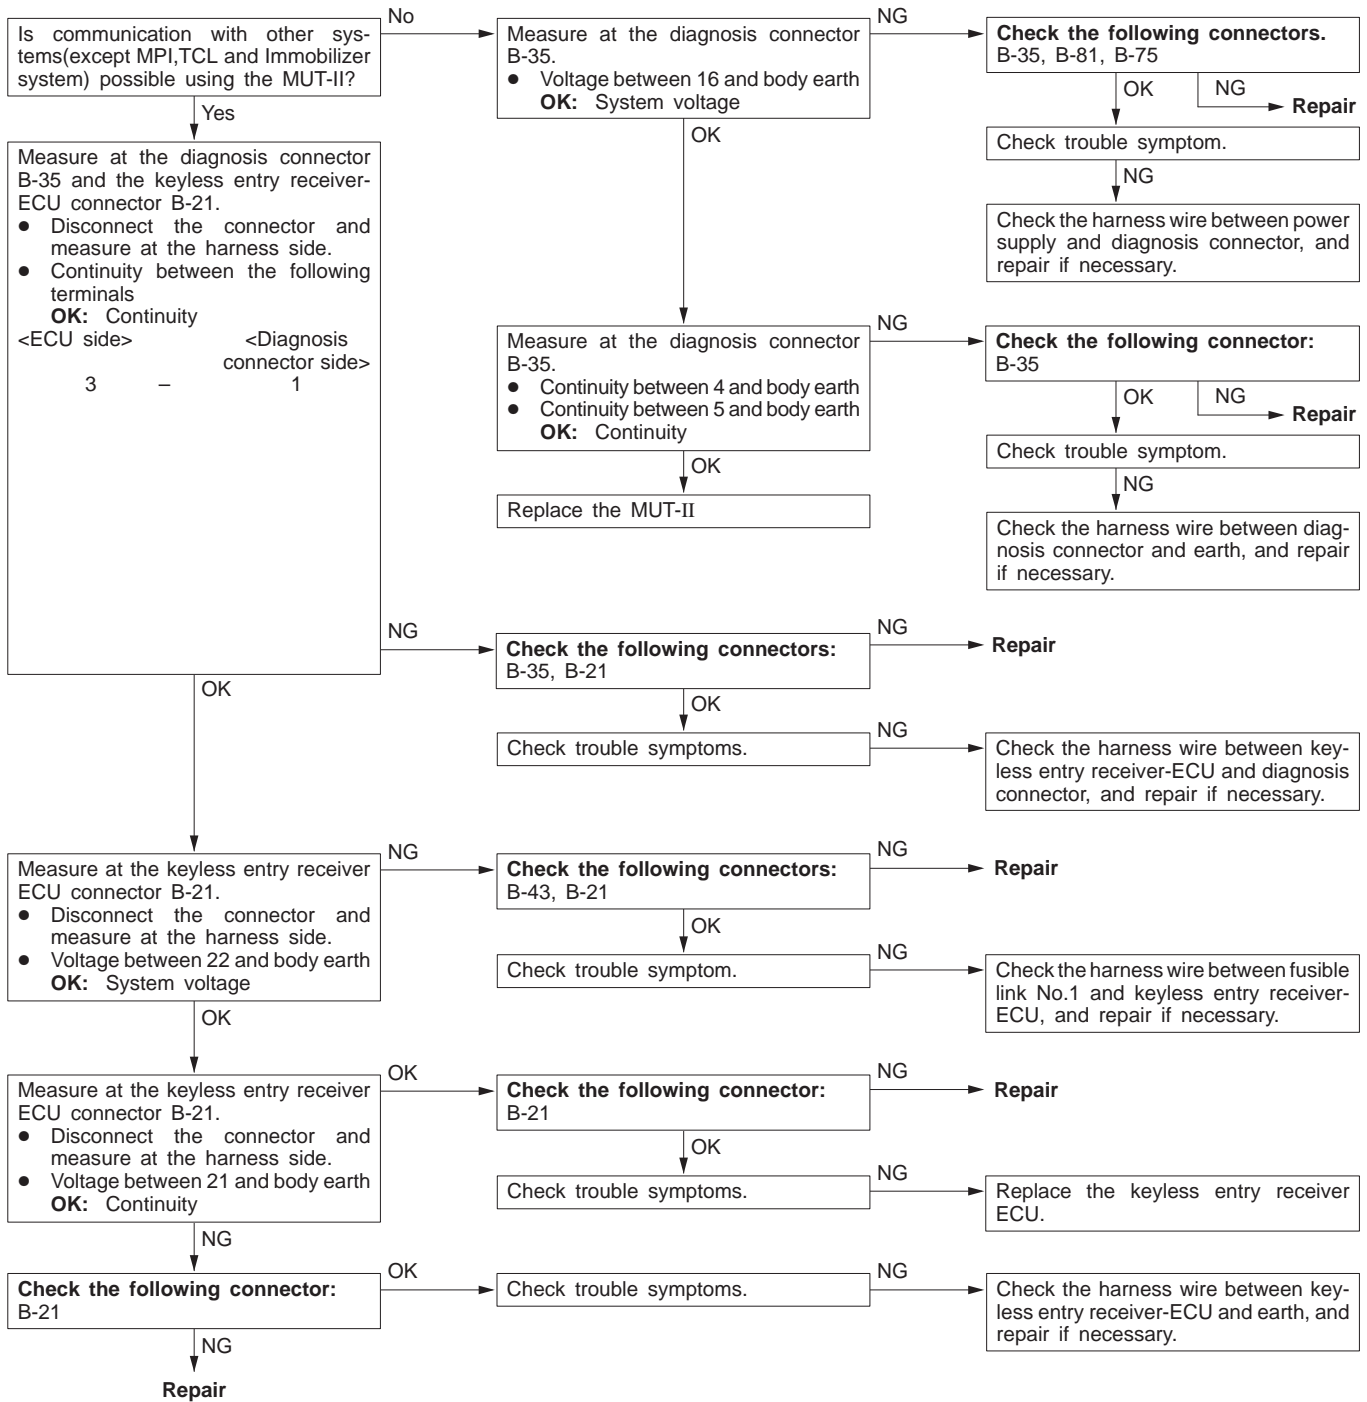 No
Is communication with other sys-
tems(except MPI,TCL and Immobilizer
system) possible using the MUT-II?
Yes
Measure at the diagnosis connector
B-35.
● Voltage between 16 and body earth
OK: System voltage
NG
OK
Check the following connectors.
B-35, B-81, B-75
OK
NG
Repair
Check trouble symptom.
NG
Check the harness wire between power
supply and diagnosis connector, and
repair if necessary.
Measure at the diagnosis connector
B-35 and the keyless entry receiver-
ECU connector B-21.
● Disconnect the connector and
measure at the harness side.
● Continuity between the following
terminals
OK: Continuity
<ECU side> <Diagnosis
connector side>
3 – 1
Measure at the diagnosis connector
B-35.
● Continuity between 4 and body earth
● Continuity between 5 and body earth
OK: Continuity
NG
OK
Replace the MUT-II
Check the following connector:
B-35
OK
NG
Repair
Check trouble symptom.
NG
Check the harness wire between diag-
nosis connector and earth, and repair
if necessary.
NG
OK
Check the following connectors:
B-35, B-21
NG
Repair
OK
Check trouble symptoms.
NG
Check the harness wire between key-
less entry receiver-ECU and diagnosis
connector, and repair if necessary.
Measure at the keyless entry receiver
ECU connector B-21.
● Disconnect the connector and
measure at the harness side.
● Voltage between 22 and body earth
OK: System voltage
NG
OK
Check the following connectors:
B-43, B-21
NG
Repair
OK
Check trouble symptom.
NG
Check the harness wire between fusible
link No.1 and keyless entry receiver-
ECU, and repair if necessary.
Measure at the keyless entry receiver
ECU connector B-21.
● Disconnect the connector and
measure at the harness side.
● Voltage between 21 and body earth
OK: Continuity
OK
NG
Check the following connector:
B-21
NG
Repair
OK
Check trouble symptoms.
NG
Replace the keyless entry receiver
ECU.
Check the following connector:
B-21
OK
NG
Repair
Check trouble symptoms.
NG
Check the harness wire between key-
less entry receiver-ECU and earth, and
repair if necessary.